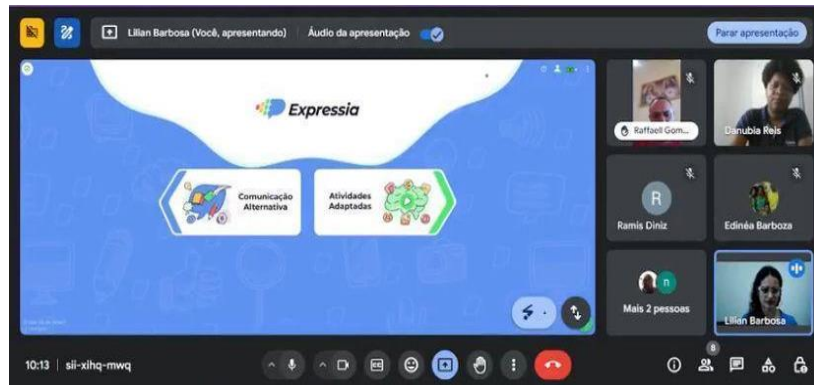 Lilian Barbosa (Você, apresentando)
Áudio da apresentação
Parar apresentação
Expressia
Comunicação
Alternativa
Atividades
Adaptadas
Raffaell Gom...
Danubia Reis
R
Ramis Diniz
Edinéa Barboza
n
Mais 2 pessoas
Lilian Barbosa
10:13 | sii-xihq-mwq
CC
8